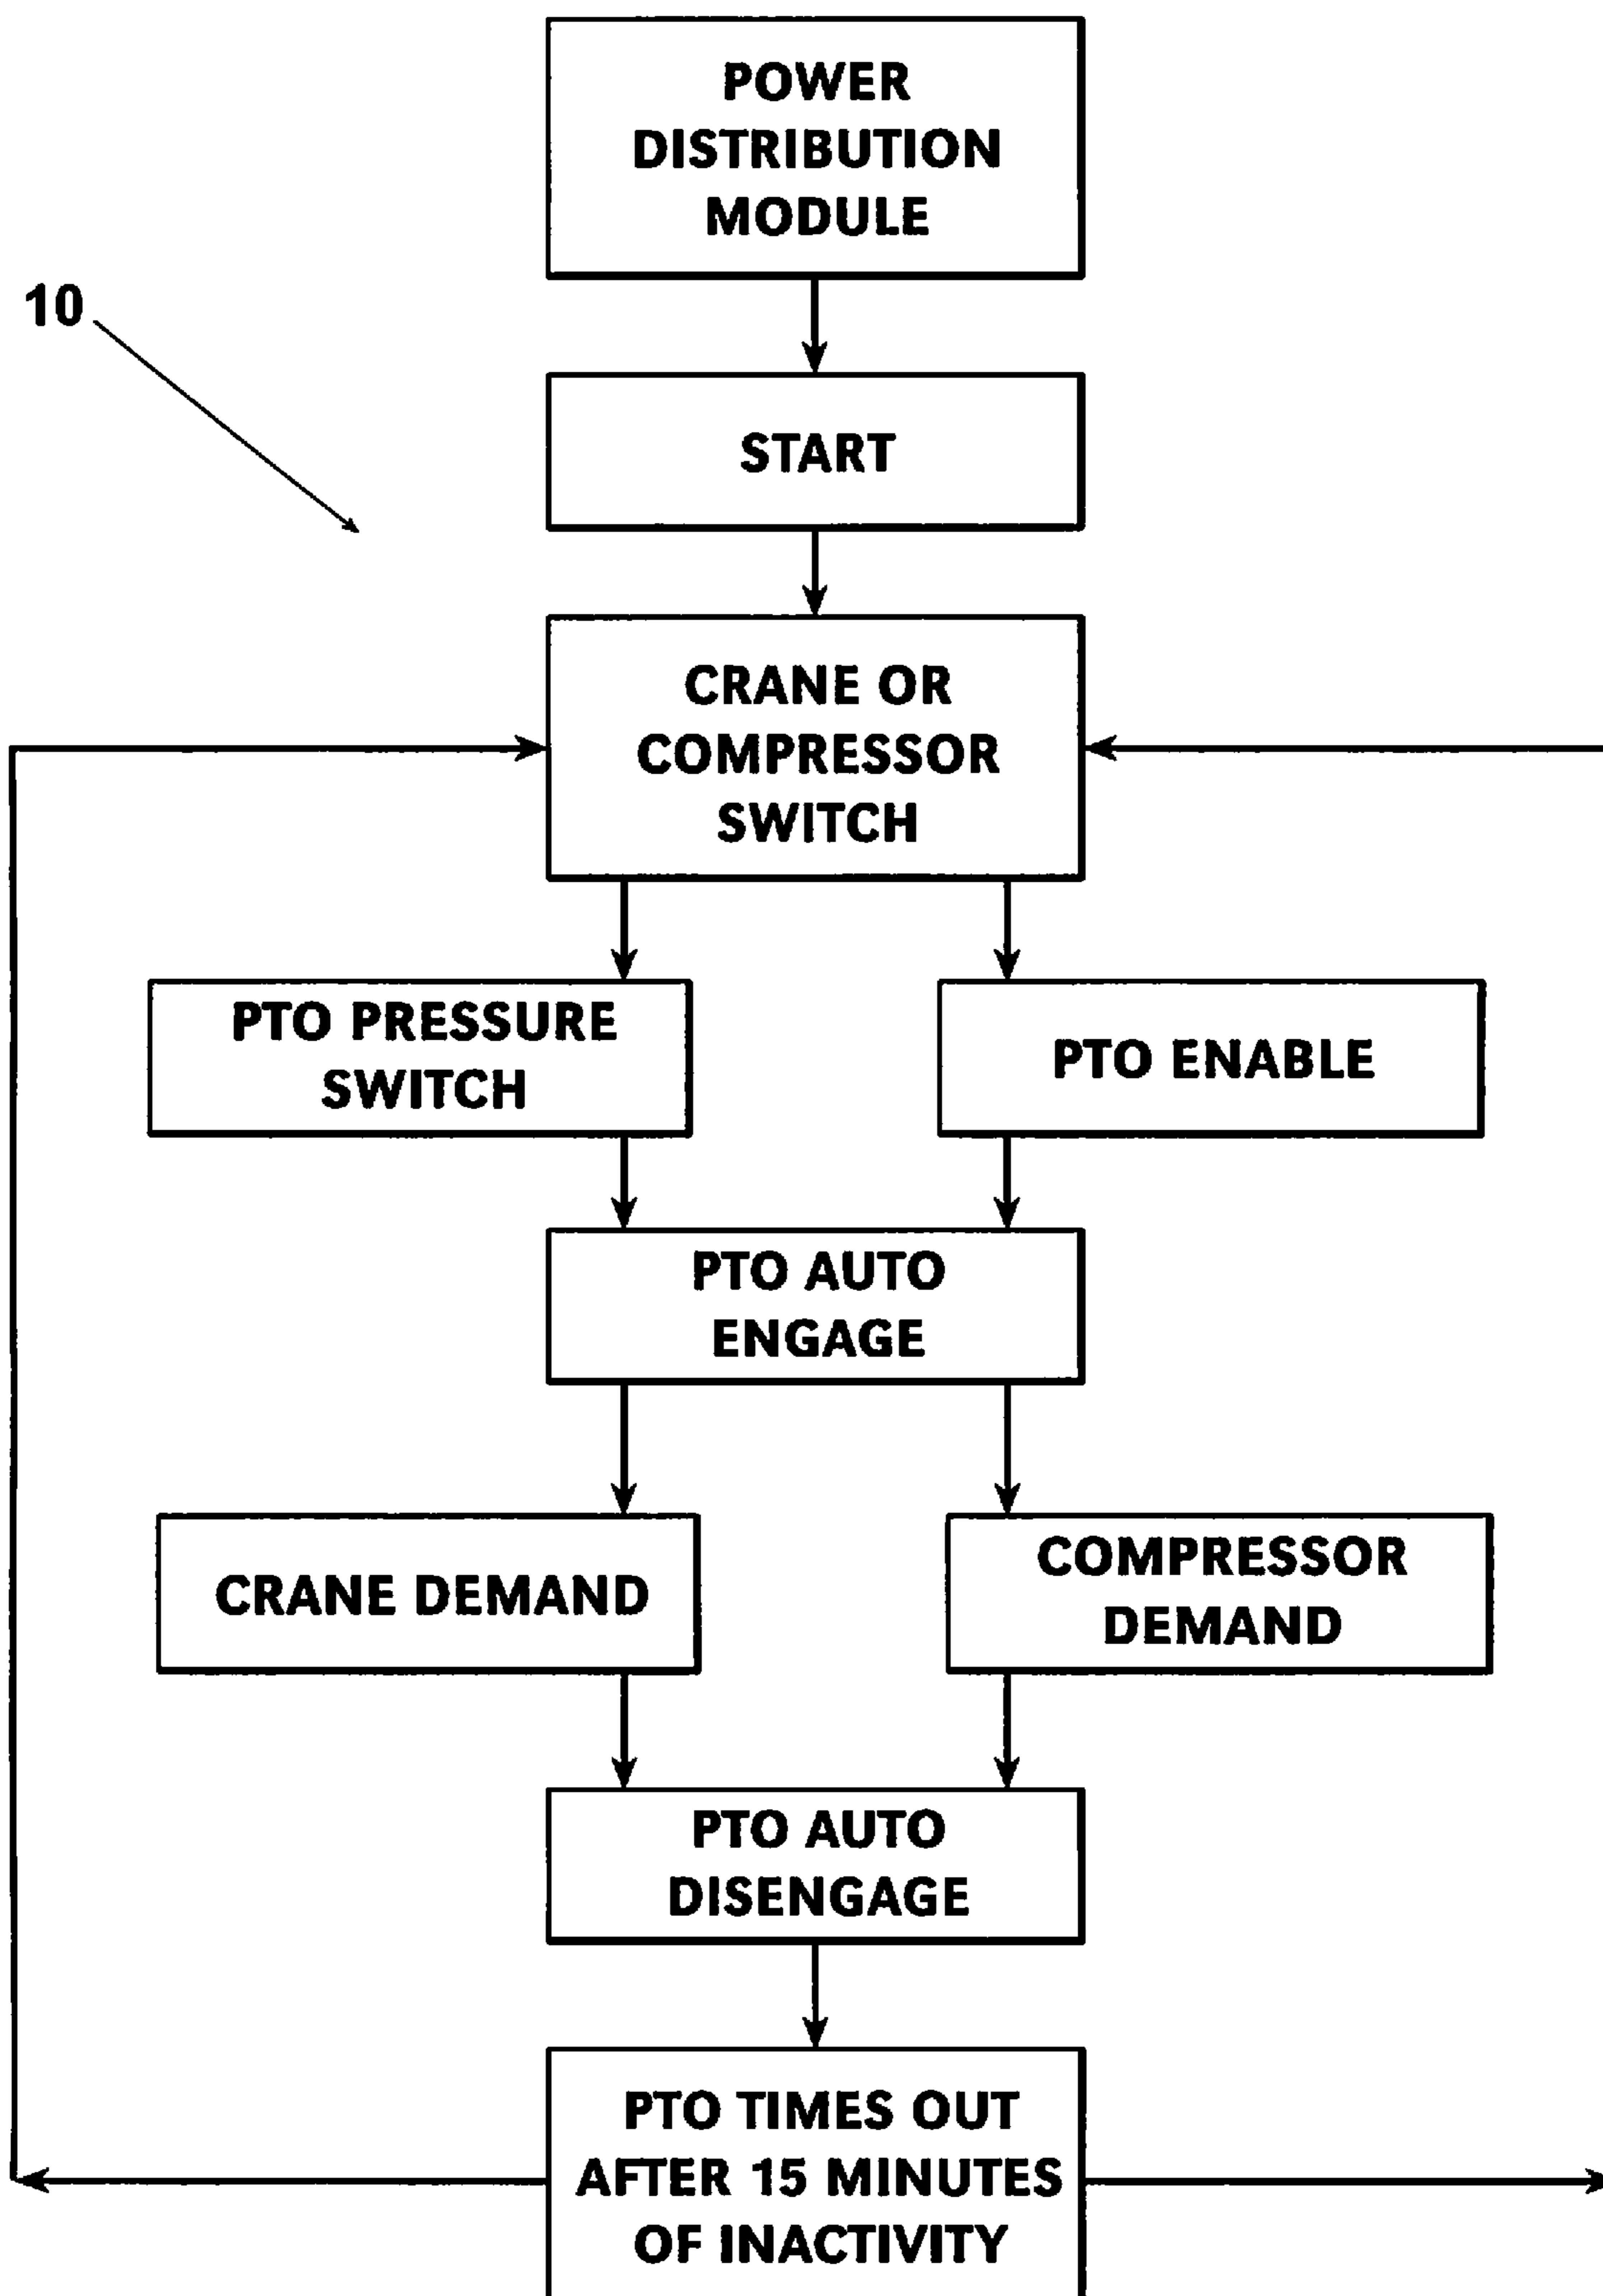 POWER
DISTRIBUTION
MODULE
10
START
CRANE OR
COMPRESSOR
SWITCH
PTO PRESSURE
SWITCH
PTO ENABLE
PTO AUTO
ENGAGE
CRANE DEMAND
COMPRESSOR
DEMAND
PTO AUTO
DISENGAGE
PTO TIMES OUT
AFTER 15 MINUTES
OF INACTIVITY